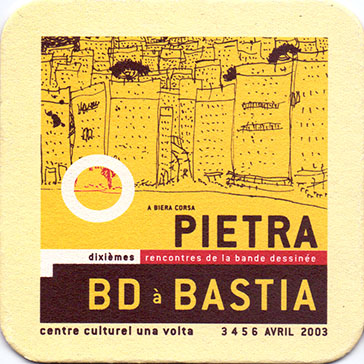 A BIERA CORSA
PIETRA
dixièmes rencontres de la bande dessinée
BD à BASTIA
centre culturel una volta 3 4 5 6 AVRIL 2003